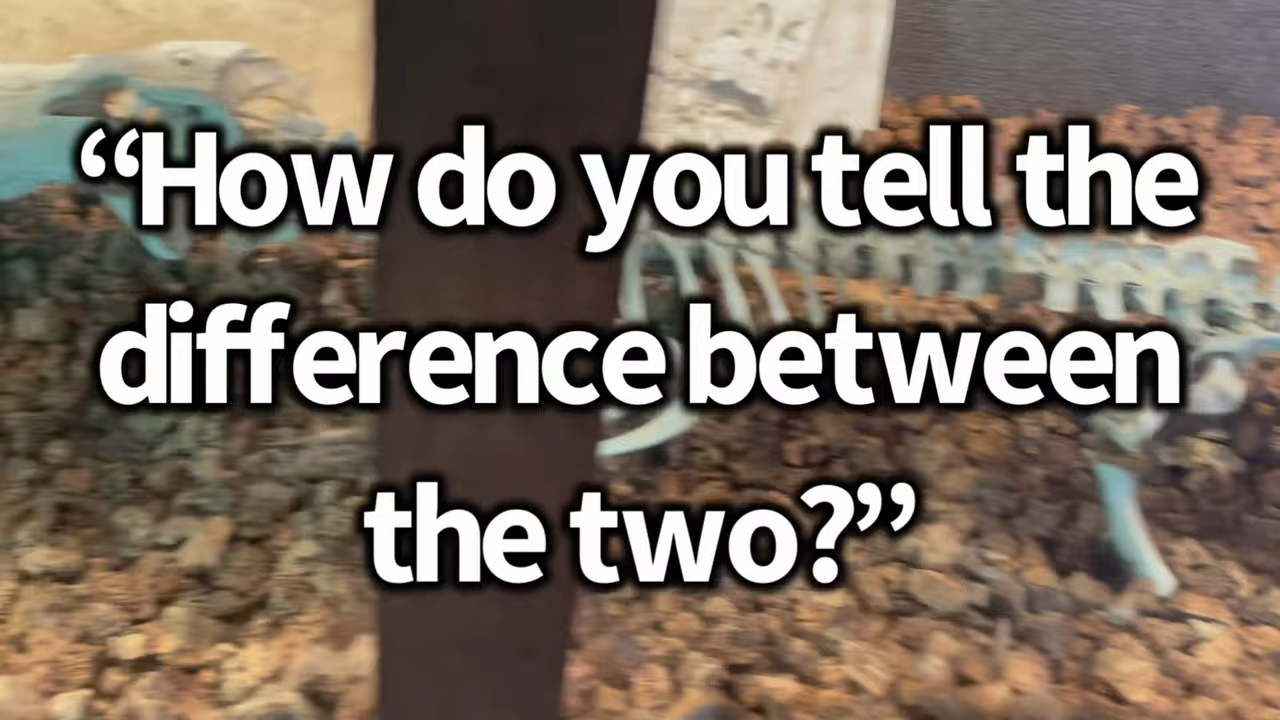 “How do you tell the
difference between
the two?”